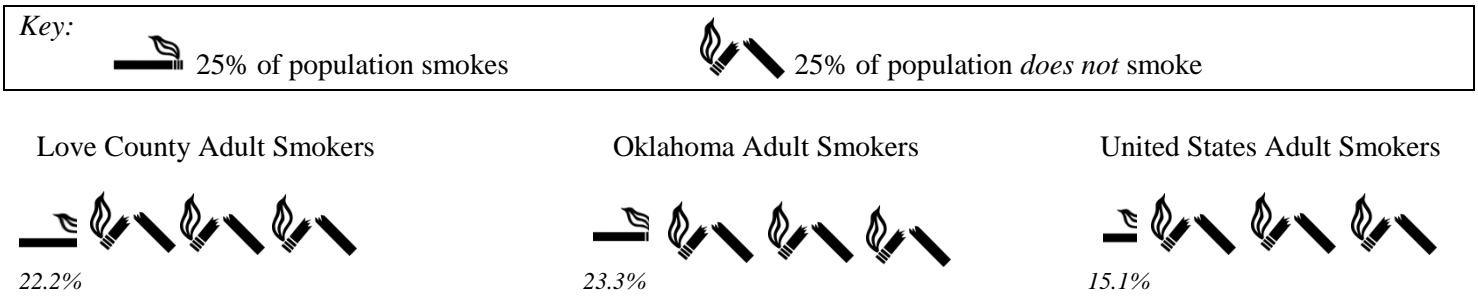 Key:
25% of population smokes 25% of population does not smoke
Love County Adult Smokers Oklahoma Adult Smokers United States Adult Smokers
22.2% 23.3% 15.1%